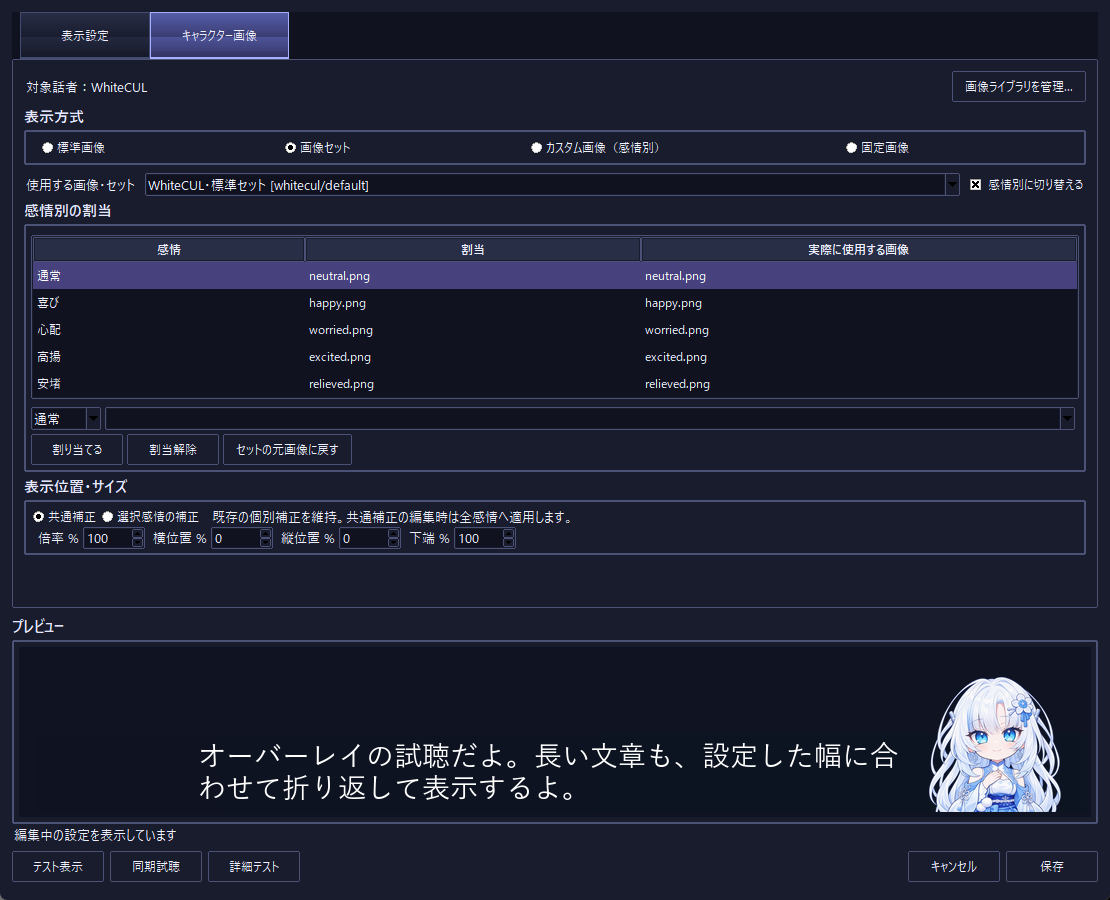 表示設定 キャラクター画像
対象話者：WhiteCUL 画像ライブラリを管理...
表示方式
標準画像 画像セット カスタム画像（感情別） 固定画像
使用する画像・セット WhiteCUL・標準セット [whitecul/default] 感情別に切り替える
感情別の割当
感情 割当 実際に使用する画像
通常 neutral.png neutral.png
喜び happy.png happy.png
心配 worried.png worried.png
高揚 excited.png excited.png
安堵 relieved.png relieved.png
通常
割り当てる 割当解除 セットの元画像に戻す
表示位置・サイズ
共通補正 選択感情の補正 既存の個別補正を維持。共通補正の編集時は全感情へ適用します。
倍率 % 100 横位置 % 0 縦位置 % 0 下端 % 100
プレビュー
オーバーレイの試聴だよ。長い文章も、設定した幅に合
わせて折り返して表示するよ。
編集中の設定を表示しています
テスト表示 同期試聴 詳細テスト キャンセル 保存